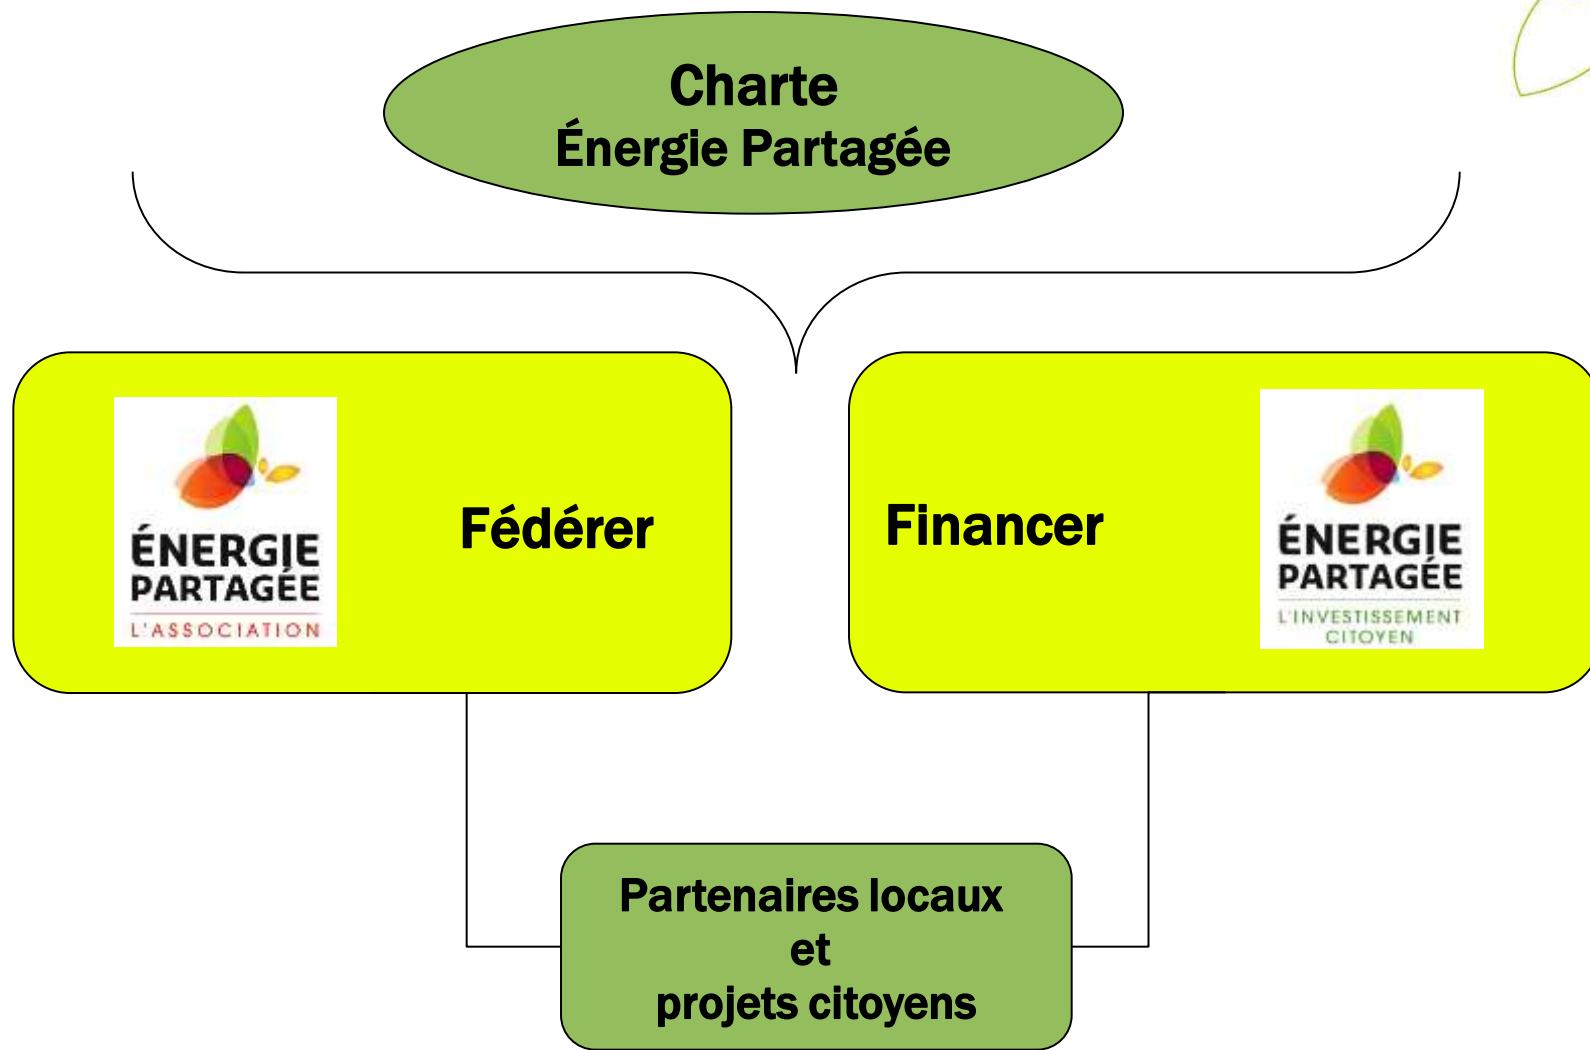 Charte
Énergie Partagée
ÉNERGIE
PARTAGÉE
L'ASSOCIATION
Fédérer
Financer
ÉNERGIE
PARTAGÉE
L'INVESTISSEMENT
CITOYEN
Partenaires locaux
et
projets citoyens